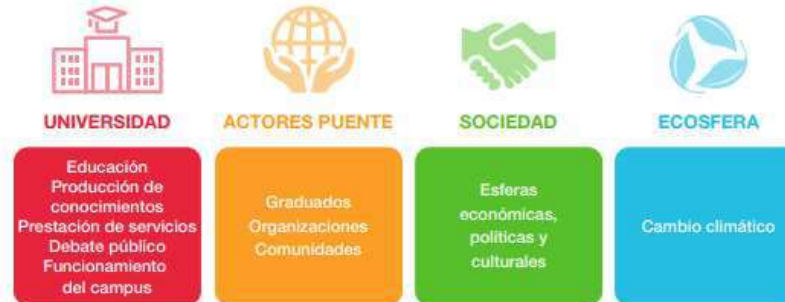 UNIVERSIDAD
Educación
Producción de
conocimientos
Prestación de servicios
Debate público
Funcionamiento
del campus
ACTORES PUENTE
Graduados
Organizaciones
Comunidades
SOCIEDAD
Esferas
económicas,
políticas y
culturales
ECOSFERA
Cambio climático